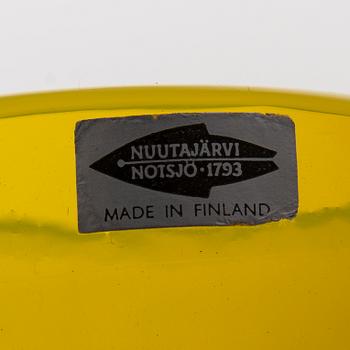 NUUTAJÄRVI
NOTSJÖ · 1793
MADE IN FINLAND